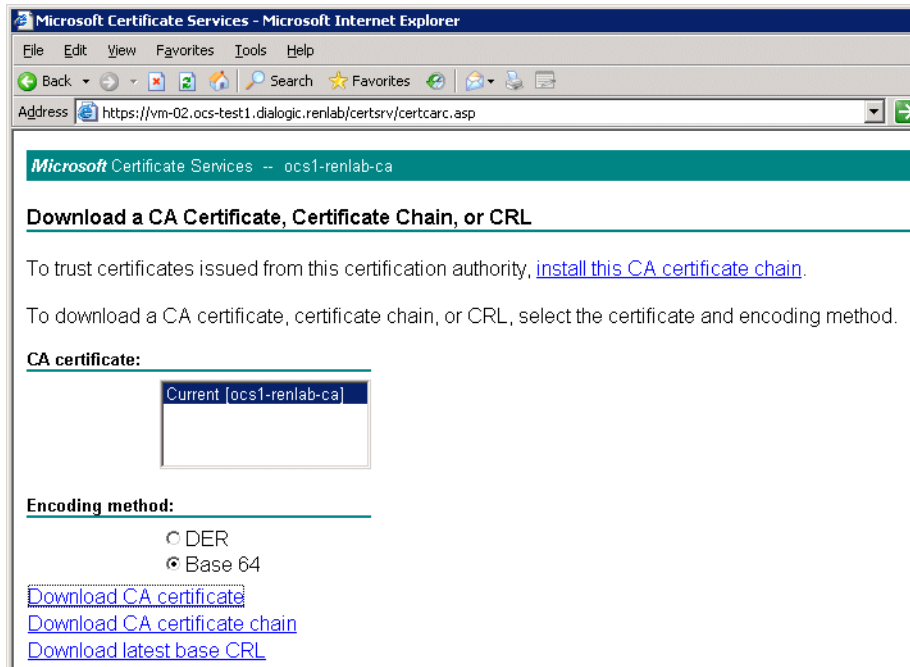 Microsoft Certificate Services - Microsoft Internet Explorer
File Edit View Favorites Tools Help
Back Search Favorites
Address https://vm-02.ocs-test1.dialogic.renlab/certsrv/certcarc.asp
Microsoft Certificate Services -- ocs1-renlab-ca
Download a CA Certificate, Certificate Chain, or CRL
To trust certificates issued from this certification authority, install this CA certificate chain.
To download a CA certificate, certificate chain, or CRL, select the certificate and encoding method.
CA certificate:
Current [ocs1-renlab-ca]
Encoding method:
DER
Base 64
Download CA certificate
Download CA certificate chain
Download latest base CRL